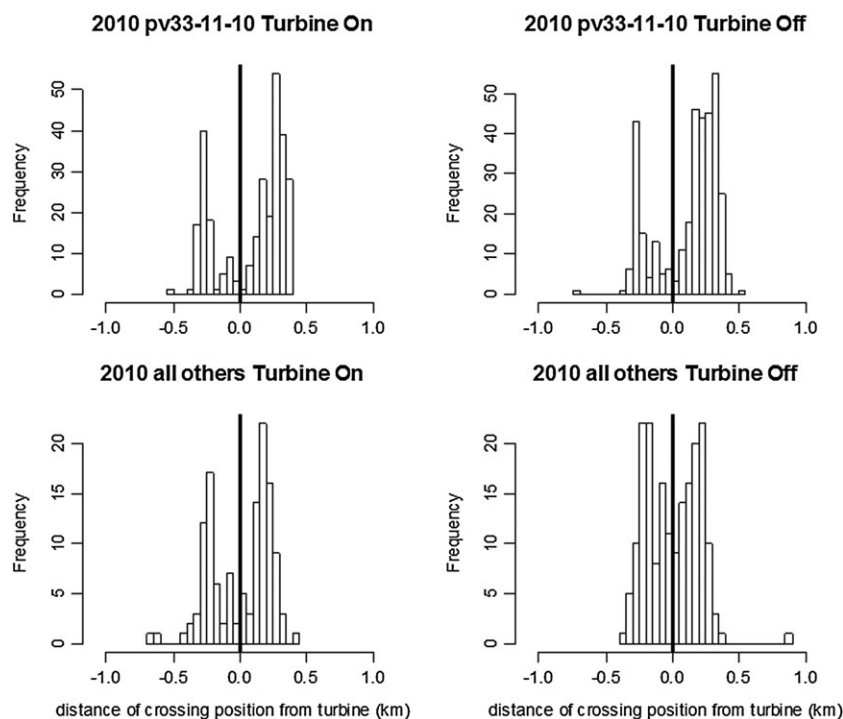 2010 pv33-11-10 Turbine On
2010 pv33-11-10 Turbine Off
Frequency
0 10 20 30 40 50
-1.0 -0.5 0.0 0.5 1.0
Frequency
0 10 20 30 40 50
-1.0 -0.5 0.0 0.5 1.0
2010 all others Turbine On
2010 all others Turbine Off
Frequency
0 5 10 15 20
-1.0 -0.5 0.0 0.5 1.0
distance of crossing position from turbine (km)
Frequency
0 5 10 15 20
-1.0 -0.5 0.0 0.5 1.0
distance of crossing position from turbine (km)